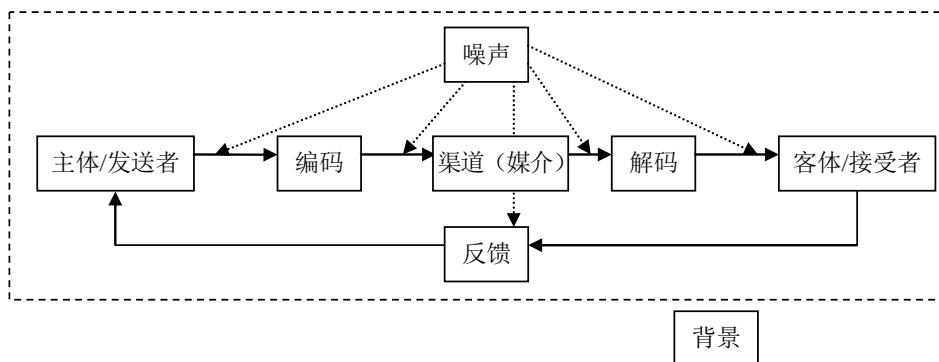 噪声
主体/发送者
编码
渠道（媒介）
解码
客体/接受者
反馈
背景